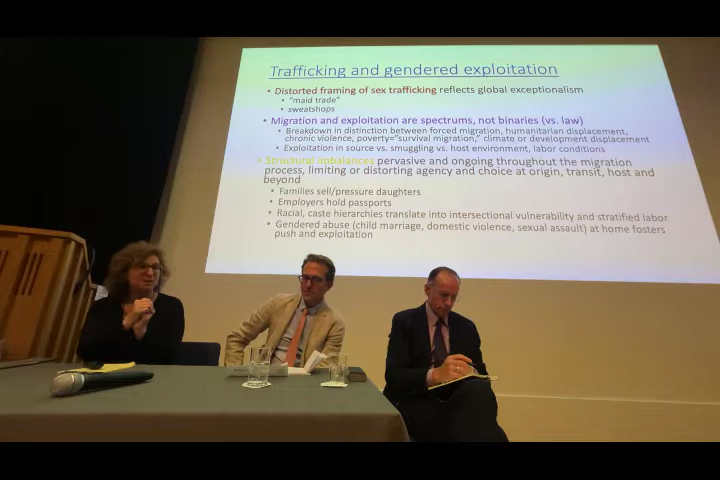 Trafficking and gendered exploitation
• Distorted framing of sex trafficking reflects global exceptionalism
• "maid trade"
• sweatshops
• Migration and exploitation are spectrums, not binaries (vs. law)
• Breakdown in distinction between forced migration, humanitarian displacement,
chronic violence, poverty="survival migration," climate or development displacement
• Exploitation in source vs. smuggling vs. host environment, labor conditions
• Structural imbalances pervasive and ongoing throughout the migration
process, limiting or distorting agency and choice at origin, transit, host and
beyond
• Families sell/pressure daughters
• Employers hold passports
• Racial, caste hierarchies translate into intersectional vulnerability and stratified labor
• Gendered abuse (child marriage, domestic violence, sexual assault) at home fosters
push and exploitation